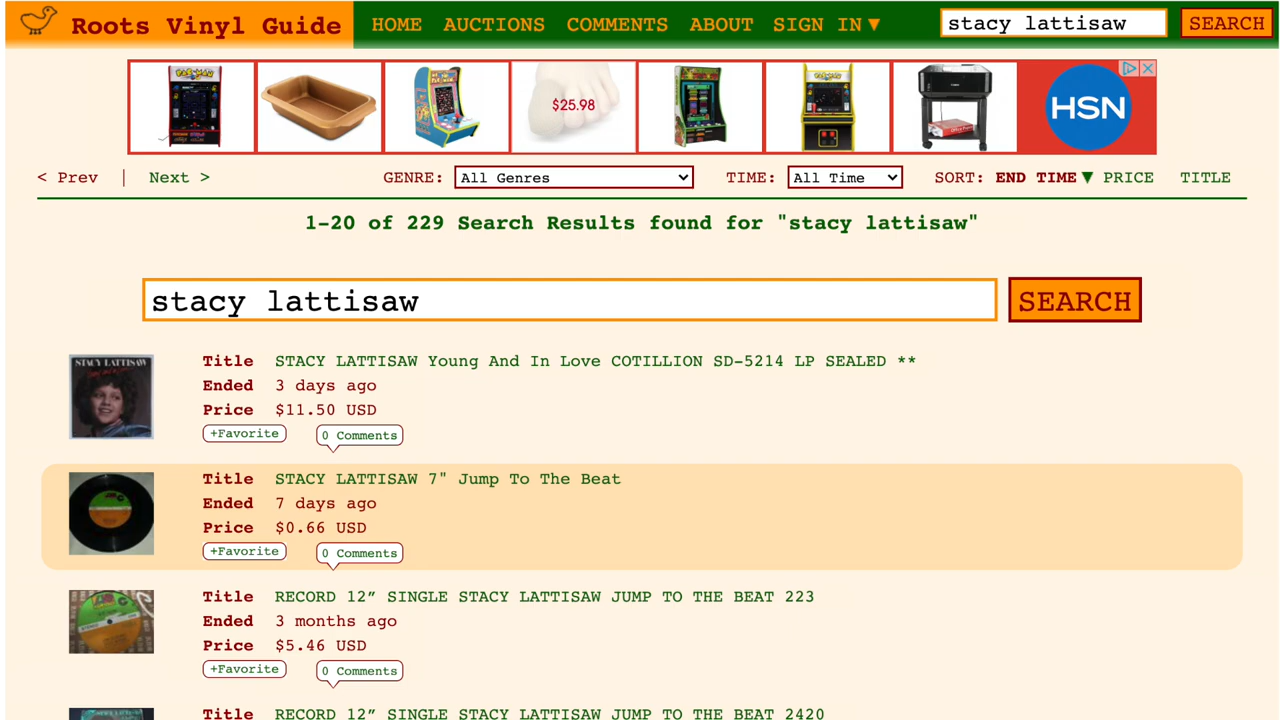 Roots Vinyl Guide HOME AUCTIONS COMMENTS ABOUT SIGN IN▼ stacy lattisaw SEARCH
$25.98 HSN
< Prev | Next > GENRE: All Genres TIME: All Time SORT: END TIME▼ PRICE TITLE
1-20 of 229 Search Results found for "stacy lattisaw"
stacy lattisaw SEARCH
STACY LATTISAW
Title STACY LATTISAW Young And In Love COTILLION SD-5214 LP SEALED **
Ended 3 days ago
Price $11.50 USD
+Favorite 0 Comments
Title STACY LATTISAW 7" Jump To The Beat
Ended 7 days ago
Price $0.66 USD
+Favorite 0 Comments
Title RECORD 12” SINGLE STACY LATTISAW JUMP TO THE BEAT 223
Ended 3 months ago
Price $5.46 USD
+Favorite 0 Comments
Title RECORD 12” SINGLE STACY LATTISAW JUMP TO THE BEAT 2420